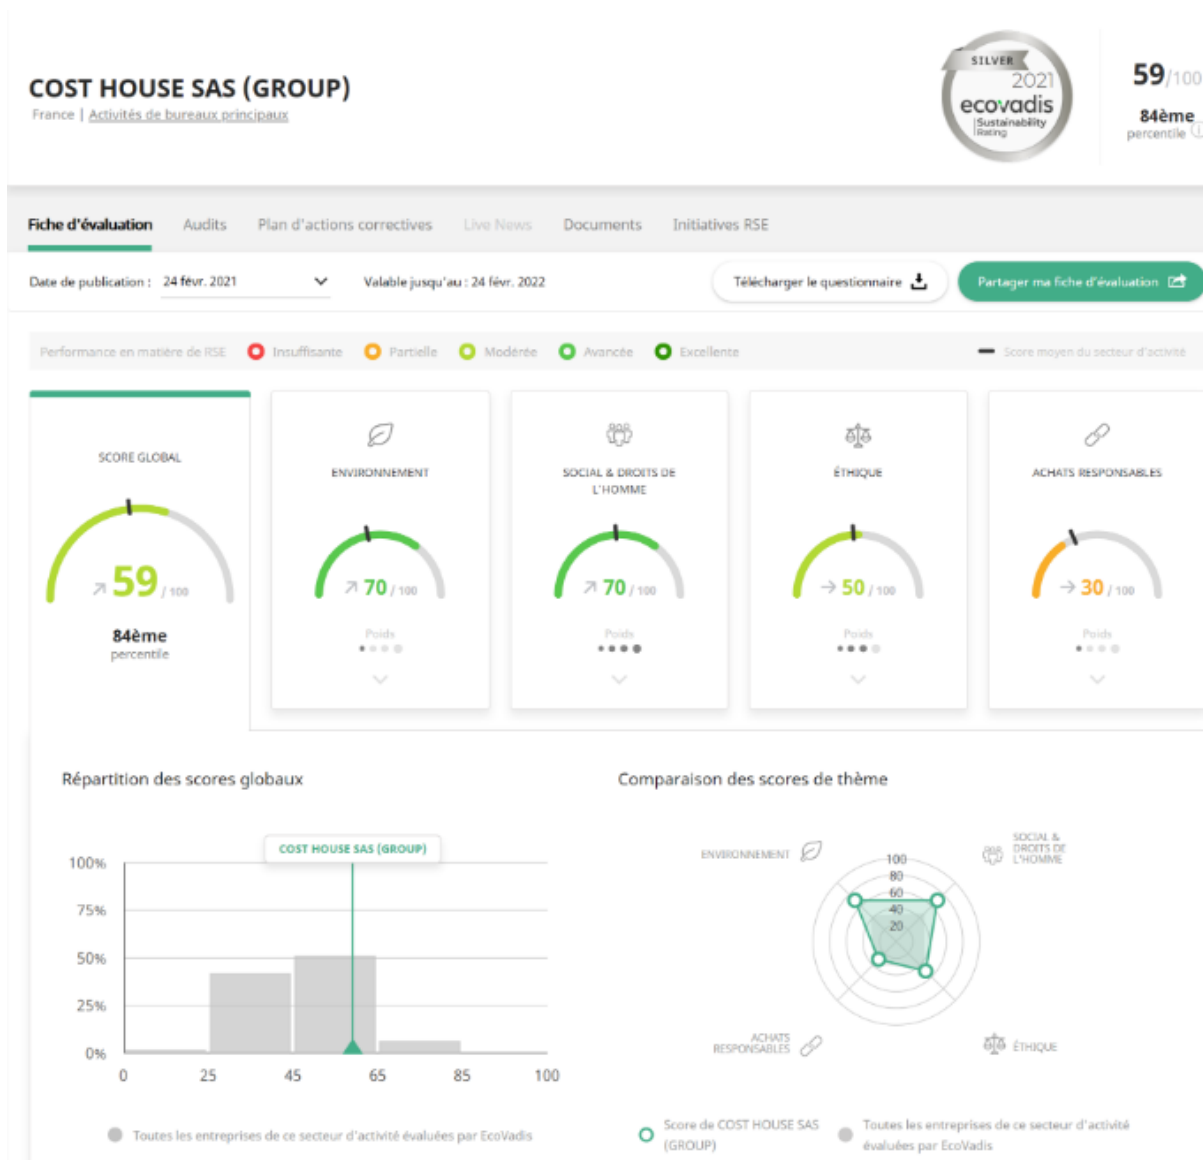 COST HOUSE SAS (GROUP)
France | Activités de bureaux principaux
SILVER
2021
ecovadis
Sustainability
Rating
59/100
84ème
percentile
Fiche d'évaluation Audits Plan d'actions correctives Live News Documents Initiatives RSE
Date de publication : 24 févr. 2021 Valable jusqu'au : 24 févr. 2022 Télécharger le questionnaire Partager ma fiche d'évaluation
Performance en matière de RSE Insuffisante Partielle Modérée Avancée Excellente Score moyen du secteur d'activité
SCORE GLOBAL
59 / 100
84ème
percentile
ENVIRONNEMENT
70 / 100
Poids
SOCIAL & DROITS DE
L'HOMME
70 / 100
Poids
ÉTHIQUE
50 / 100
Poids
ACHATS RESPONSABLES
30 / 100
Poids
Répartition des scores globaux
COST HOUSE SAS (GROUP)
100%
75%
50%
25%
0%
0 25 45 65 85 100
Toutes les entreprises de ce secteur d'activité évaluées par EcoVadis
Comparaison des scores de thème
ENVIRONNEMENT
SOCIAL &
DROITS DE
L'HOMME
100
80
60
40
20
ACHATS
RESPONSABLES
ÉTHIQUE
Score de COST HOUSE SAS
(GROUP)
Toutes les entreprises de ce secteur d'activité
évaluées par EcoVadis